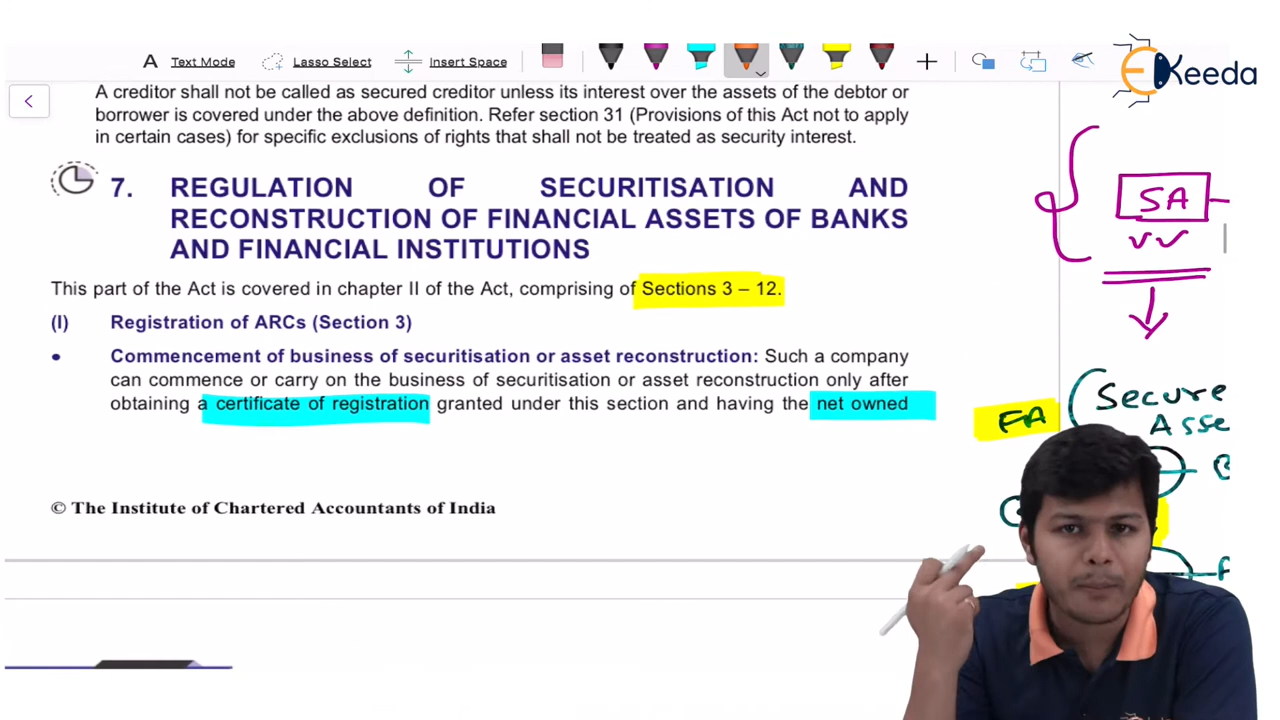 A Text Mode Lasso Select Insert Space
Keeda
A creditor shall not be called as secured creditor unless its interest over the assets of the debtor or
borrower is covered under the above definition. Refer section 31 (Provisions of this Act not to apply
in certain cases) for specific exclusions of rights that shall not be treated as security interest.
7. REGULATION OF SECURITISATION AND
RECONSTRUCTION OF FINANCIAL ASSETS OF BANKS
AND FINANCIAL INSTITUTIONS
This part of the Act is covered in chapter II of the Act, comprising of Sections 3 – 12.
(I) Registration of ARCs (Section 3)
• Commencement of business of securitisation or asset reconstruction: Such a company
can commence or carry on the business of securitisation or asset reconstruction only after
obtaining a certificate of registration granted under this section and having the net owned
© The Institute of Chartered Accountants of India
SA
FA
Secure
Asse